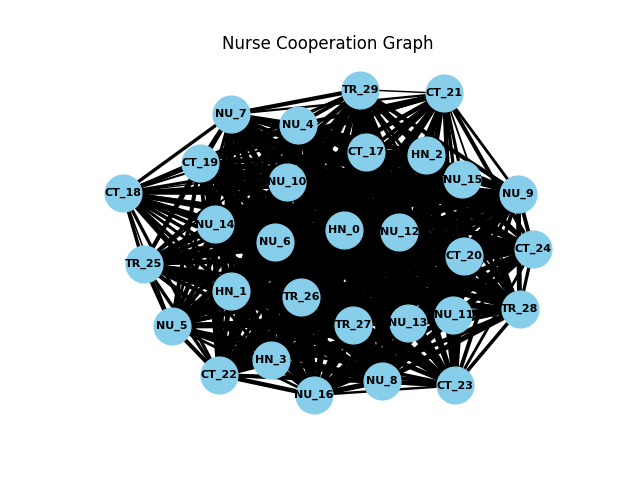 Nurse Cooperation Graph
TR_29
CT_21
NU_7
NU_4
CT_17
HN_2
CT_19
NU_10
NU_15
CT_18
NU_9
NU_14
HN_0
NU_12
NU_6
CT_24
CT_20
TR_25
HN_1
TR_26
TR_28
NU_11
NU_13
TR_27
NU_5
HN_3
CT_22
NU_8
CT_23
NU_16